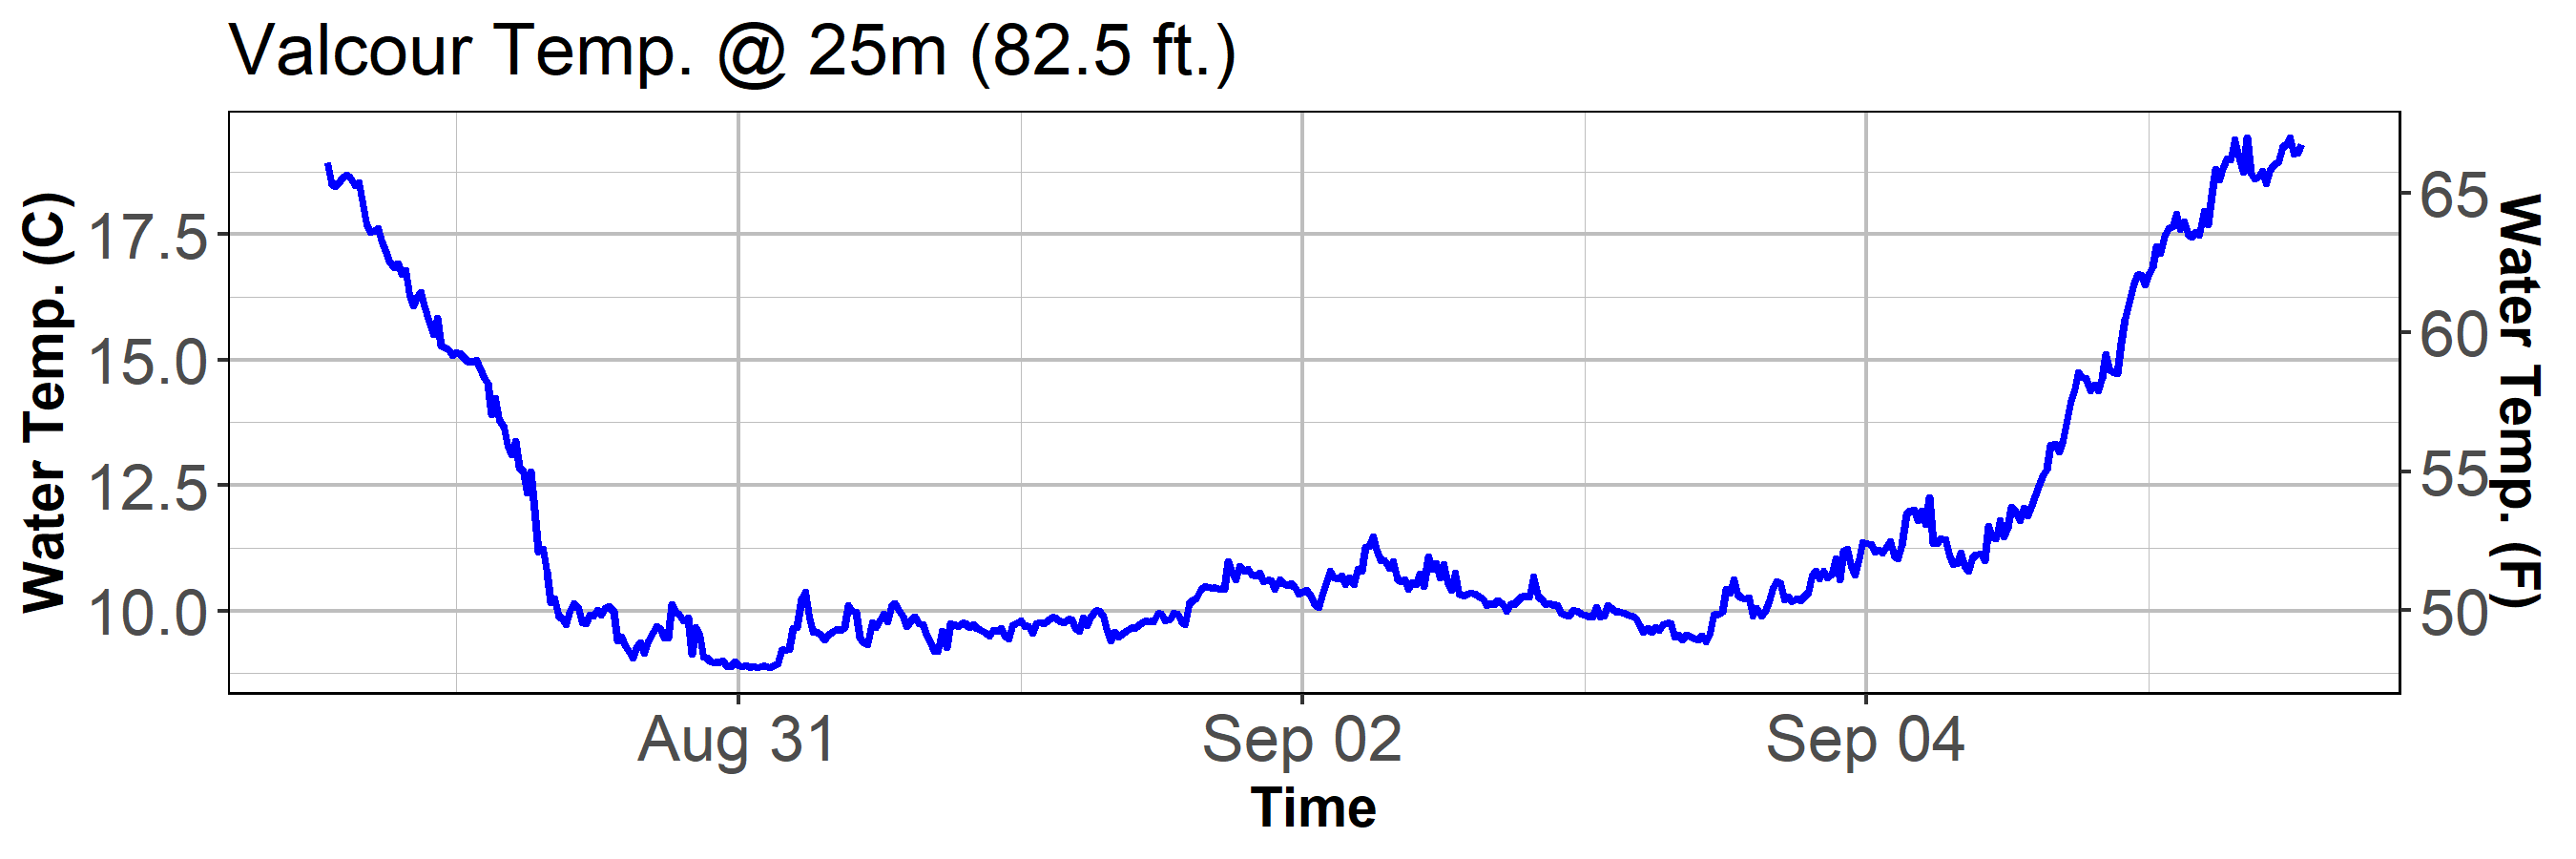 Valcour Temp. @ 25m (82.5 ft.)
Water Temp. (C)
17.5
15.0
12.5
10.0
65
60
55
50
Water Temp. (F)
Aug 31
Sep 02
Sep 04
Time